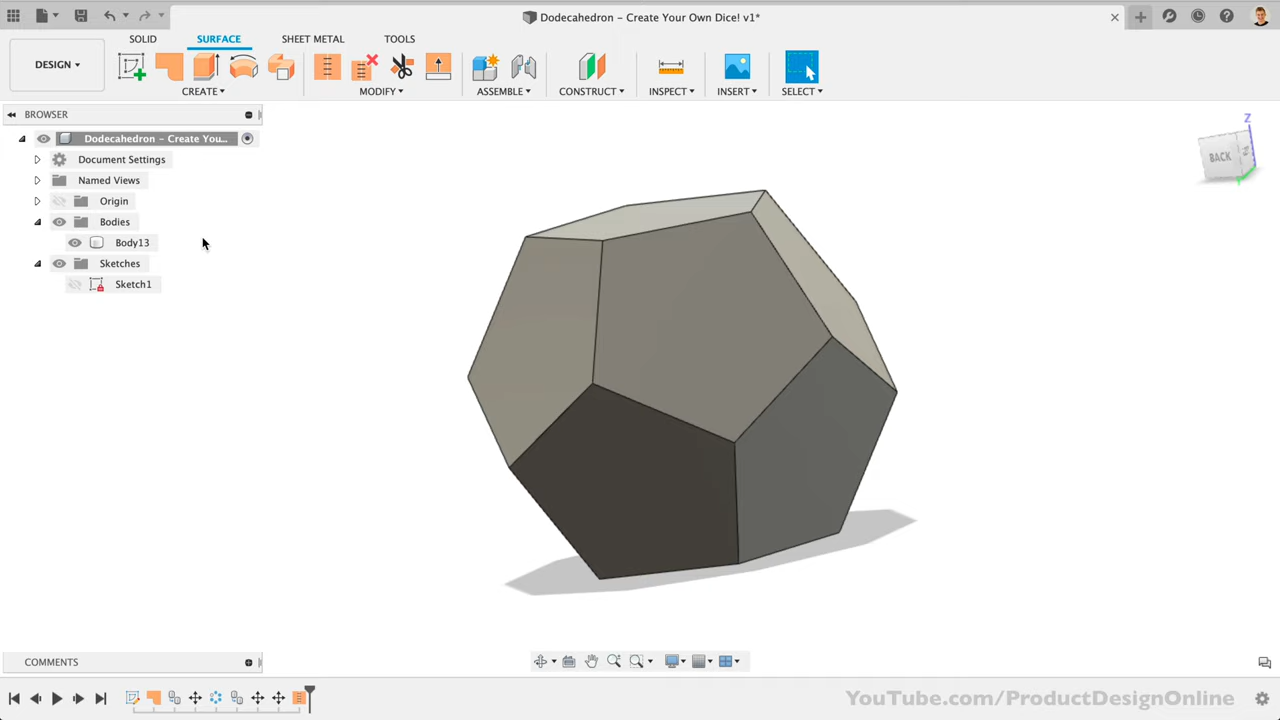 Dodecahedron - Create Your Own Dice! v1*
SOLID SURFACE SHEET METAL TOOLS
DESIGN
CREATE MODIFY ASSEMBLE CONSTRUCT INSPECT INSERT SELECT
BROWSER
Dodecahedron - Create You...
Document Settings
Named Views
Origin
Bodies
Body13
Sketches
Sketch1
Z
BACK
COMMENTS
YouTube.com/ProductDesignOnline